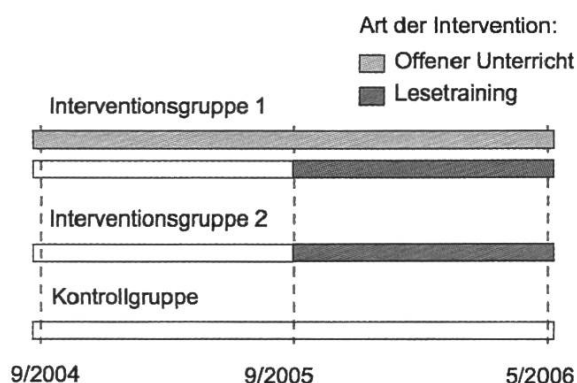 Art der Intervention:
Offener Unterricht
Lesetraining
Interventionsgruppe 1
Interventionsgruppe 2
Kontrollgruppe
9/2004 9/2005 5/2006